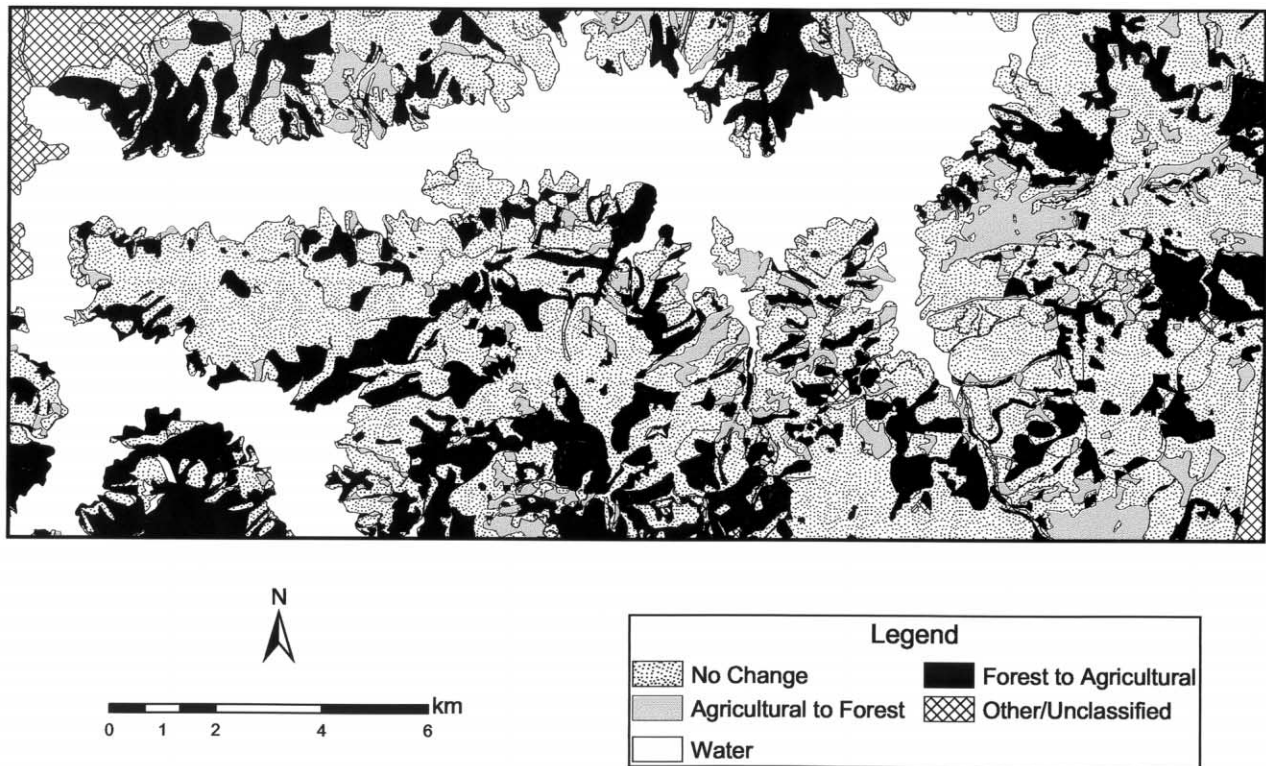 N
km
0 1 2 4 6
Legend
No Change
Forest to Agricultural
Agricultural to Forest
Other/Unclassified
Water